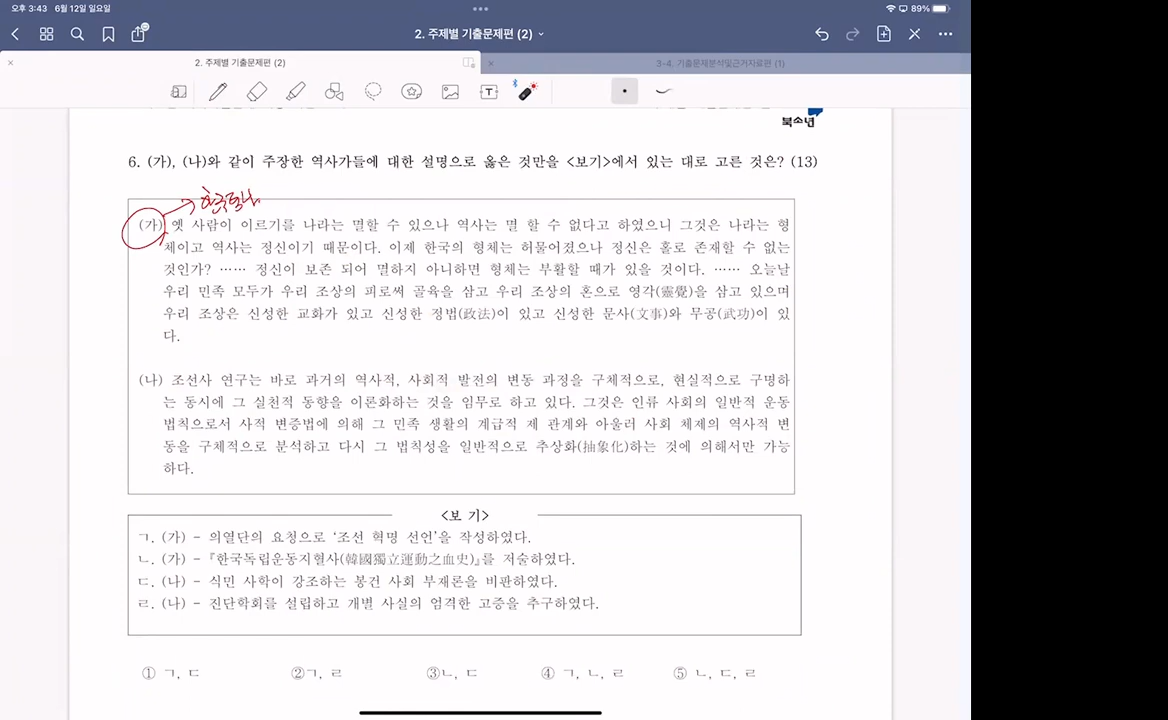 오후 3:43 6월 12일 일요일
89%
2. 주제별 기출문제편 (2)
2. 주제별 기출문제편 (2)
3-4. 기출문제분석및근거자료편 (1)
북소년
6. (가), (나)와 같이 주장한 역사가들에 대한 설명으로 옳은 것만을 <보기>에서 있는 대로 고른 것은? (13)
(가) 옛 사람이 이르기를 나라는 멸할 수 있으나 역사는 멸 할 수 없다고 하였으니 그것은 나라는 형
체이고 역사는 정신이기 때문이다. 이제 한국의 형체는 허물어졌으나 정신은 홀로 존재할 수 없는
것인가? …… 정신이 보존 되어 멸하지 아니하면 형체는 부활할 때가 있을 것이다. …… 오늘날
우리 민족 모두가 우리 조상의 피로써 골육을 삼고 우리 조상의 혼으로 영각(靈覺)을 삼고 있으며
우리 조상은 신성한 교화가 있고 신성한 정법(政法)이 있고 신성한 문사(文事)와 무공(武功)이 있
다.
(나) 조선사 연구는 바로 과거의 역사적, 사회적 발전의 변동 과정을 구체적으로, 현실적으로 구명하
는 동시에 그 실천적 동향을 이론화하는 것을 임무로 하고 있다. 그것은 인류 사회의 일반적 운동
법칙으로서 사적 변증법에 의해 그 민족 생활의 계급적 제 관계와 아울러 사회 체제의 역사적 변
동을 구체적으로 분석하고 다시 그 법칙성을 일반적으로 추상화(抽象化)하는 것에 의해서만 가능
하다.
<보 기>
ㄱ. (가) - 의열단의 요청으로 ‘조선 혁명 선언’을 작성하였다.
ㄴ. (가) - 『한국독립운동지혈사(韓國獨立運動之血史)』를 저술하였다.
ㄷ. (나) - 식민 사학이 강조하는 봉건 사회 부재론을 비판하였다.
ㄹ. (나) - 진단학회를 설립하고 개별 사실의 엄격한 고증을 추구하였다.
① ㄱ, ㄷ ②ㄱ, ㄹ ③ㄴ, ㄷ ④ ㄱ, ㄴ, ㄹ ⑤ ㄴ, ㄷ, ㄹ